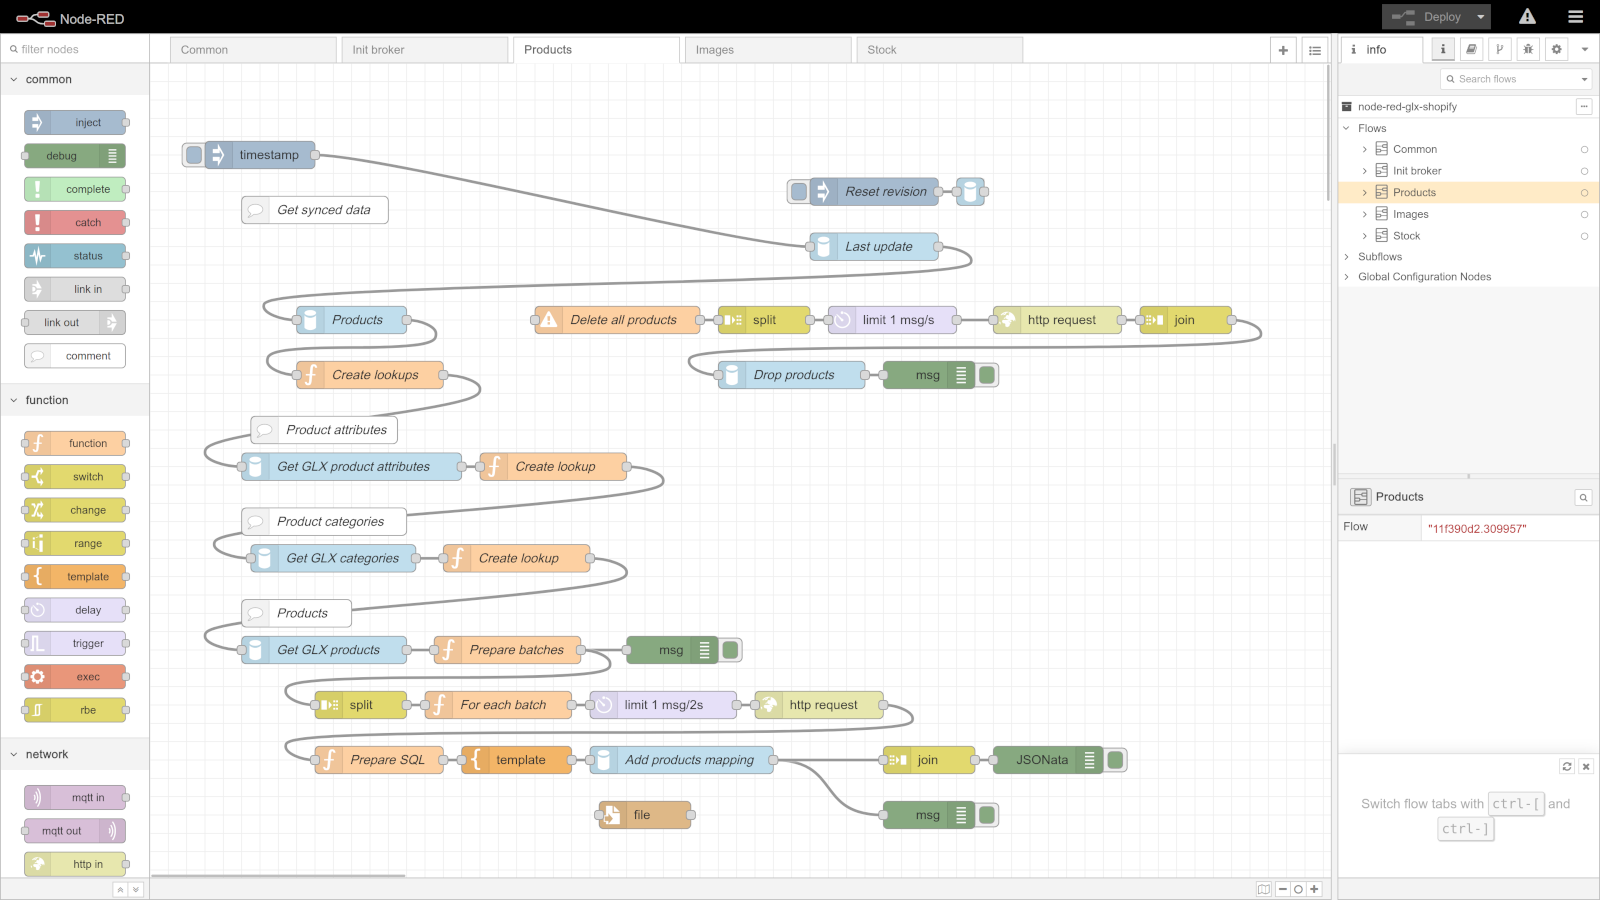 Node-RED
Deploy
filter nodes
common
inject
debug
complete
catch
status
link in
link out
comment
function
function
switch
change
range
template
delay
trigger
exec
rbe
network
mqtt in
mqtt out
http in
Common
Init broker
Products
Images
Stock
timestamp
Get synced data
Reset revision
Last update
Products
Delete all products
split
limit 1 msg/s
http request
join
Create lookups
Drop products
msg
Product attributes
Get GLX product attributes
Create lookup
Product categories
Get GLX categories
Create lookup
Products
Get GLX products
Prepare batches
msg
split
For each batch
limit 1 msg/2s
http request
Prepare SQL
template
Add products mapping
join
JSONata
file
msg
i info
i
Search flows
node-red-glx-shopify
Flows
Common
Init broker
Products
Images
Stock
Subflows
Global Configuration Nodes
Products
Flow
"11f390d2.309957"
Switch flow tabs with ctrl-[ and
ctrl-]